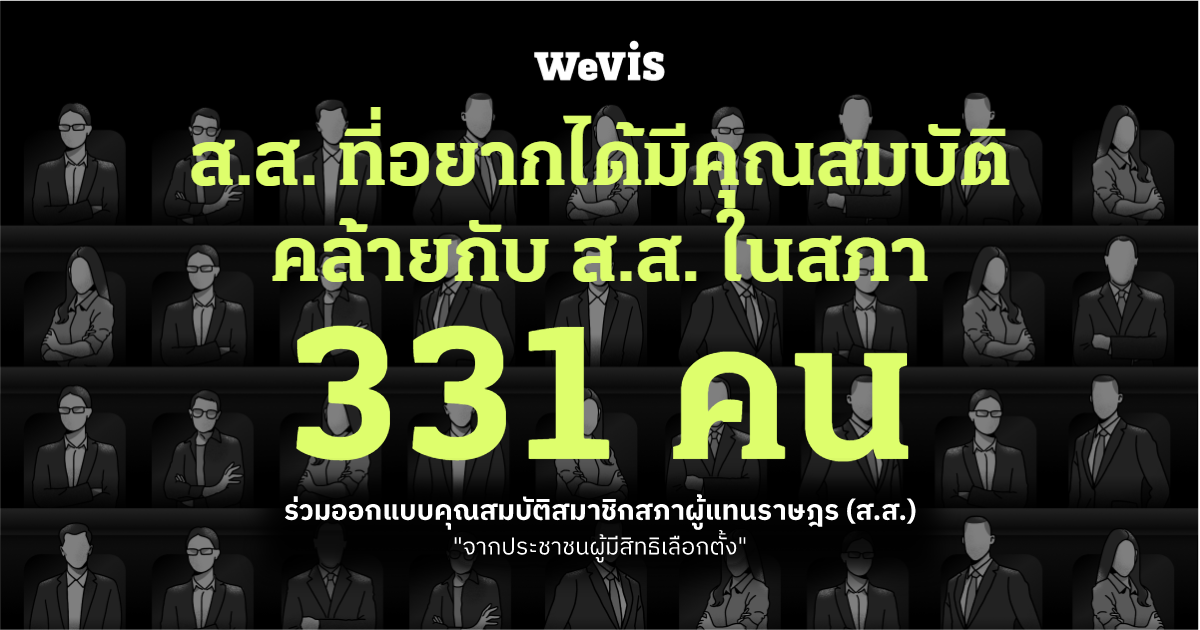 WeVIS
ส.ส. ที่อยากได้มีคุณสมบัติ
คล้ายกับ ส.ส. ในสภา
331 คน
ร่วมออกแบบคุณสมบัติสมาชิกสภาผู้แทนราษฎร (ส.ส.)
"จากประชาชนผู้มีสิทธิเลือกตั้ง"